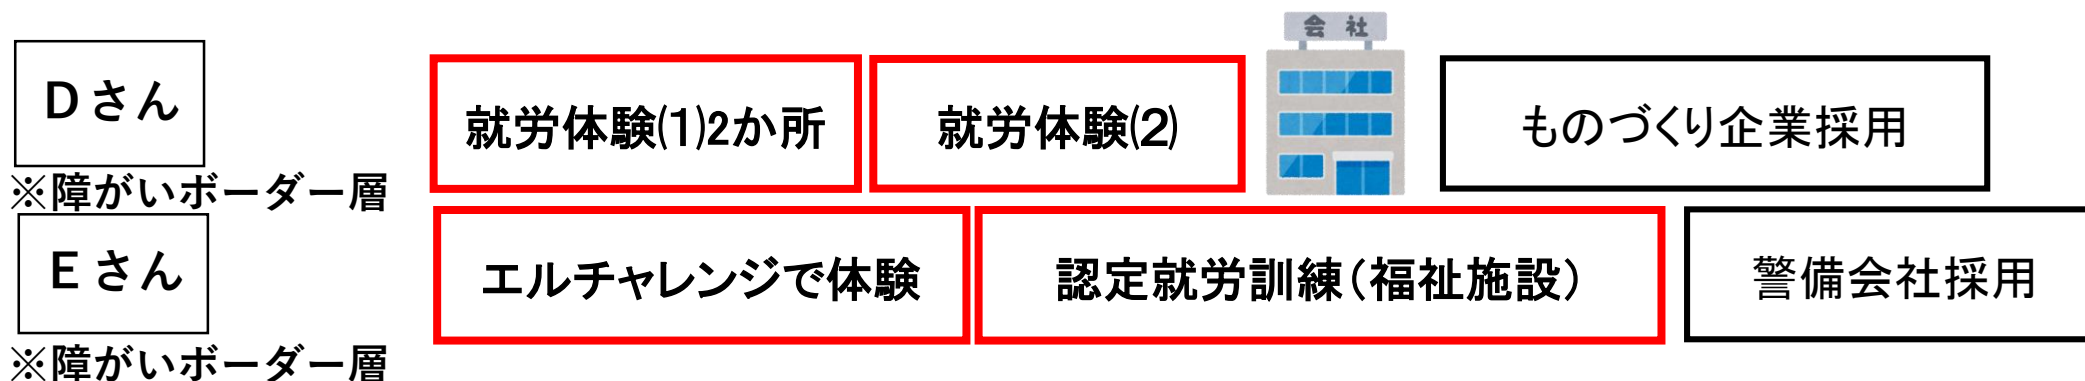 Dさん
※障がいボーダー層
就労体験⑴2か所
就労体験⑵
会社
ものづくり企業採用
Eさん
※障がいボーダー層
エルチャレンジで体験
認定就労訓練（福祉施設）
警備会社採用